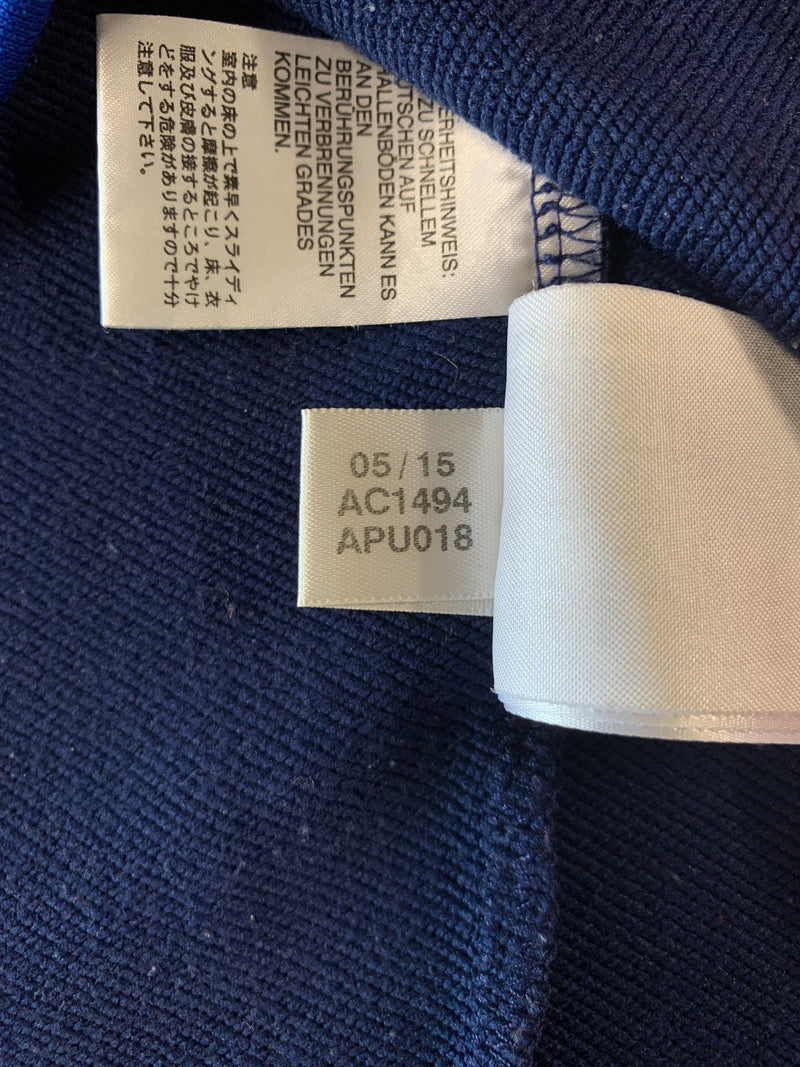 ERHEITSHINWEIS:
ZU SCHNELLEM
UTSCHEN AUF
HALLENBÖDEN KANN ES
AN DEN
BERÜHRUNGSPUNKTEN
ZU VERBRENNUNGEN
LEICHTEN GRADES
KOMMEN.
注意
室内の床の上で素早くスライディ
ングすると摩擦が起こり、床、衣
服及び皮膚の接するところでやけ
どをする危険がありますので十分
注意して下さい。
05/15
AC1494
APU018